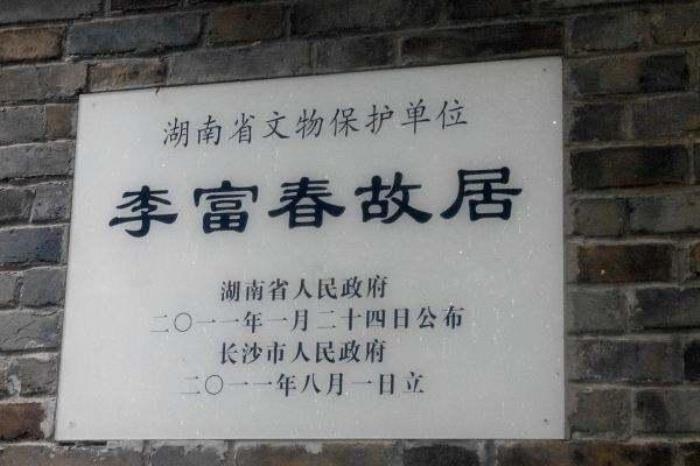 湖南省文物保护单位
李富春故居
湖南省人民政府
二〇一一年一月二十四日公布
长沙市人民政府
二〇一一年八月一日立